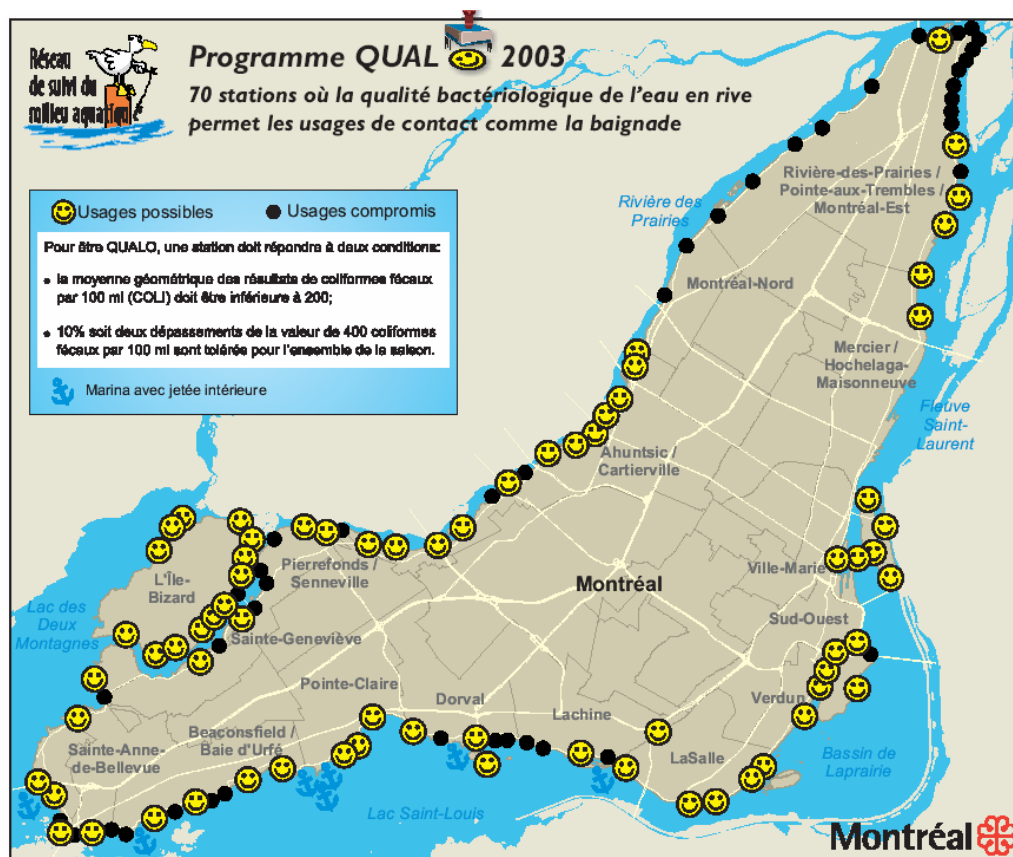 Réseau
de suivi du
milieu aquatique
Programme QUALO 2003
70 stations où la qualité bactériologique de l'eau en rive
permet les usages de contact comme la baignade
Usages possibles
Usages compromis
Pour être QUALO, une station doit répondre à deux conditions:
• la moyenne géométrique des résultats de coliformes fécaux
par 100 ml (COLI) doit être inférieure à 200;
• 10% soit deux dépassements de la valeur de 400 coliformes
fécaux par 100 ml sont tolérés pour l'ensemble de la saison.
Marina avec jetée intérieure
Rivière des
Prairies
Rivière-des-Prairies /
Pointe-aux-Trembles /
Montréal-Est
Montréal-Nord
Mercier /
Hochelaga-
Maisonneuve
Fleuve
Saint-
Laurent
Ahuntsic /
Cartierville
Pierrefonds /
Senneville
L'Île-
Bizard
Lac des
Deux
Montagnes
Sainte-Geneviève
Montréal
Ville-Marie
Sud-Ouest
Pointe-Claire
Dorval
Lachine
Verdun
LaSalle
Beaconsfield /
Baie d'Urfé
Sainte-Anne-
de-Bellevue
Bassin de
Laprairie
Lac Saint-Louis
Montréal